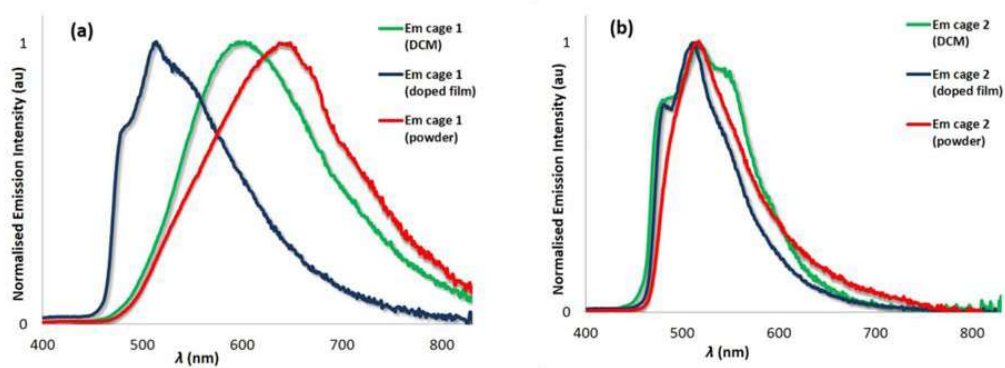 (a)
Em cage 1
(DCM)
Em cage 1
(doped film)
Em cage 1
(powder)
Normalised Emission Intensity (au)
1
0
400 500 600 700 800
λ (nm)
(b)
Em cage 2
(DCM)
Em cage 2
(doped film)
Em cage 2
(powder)
Normalised Emission Intensity (au)
1
0
400 500 600 700 800
λ (nm)